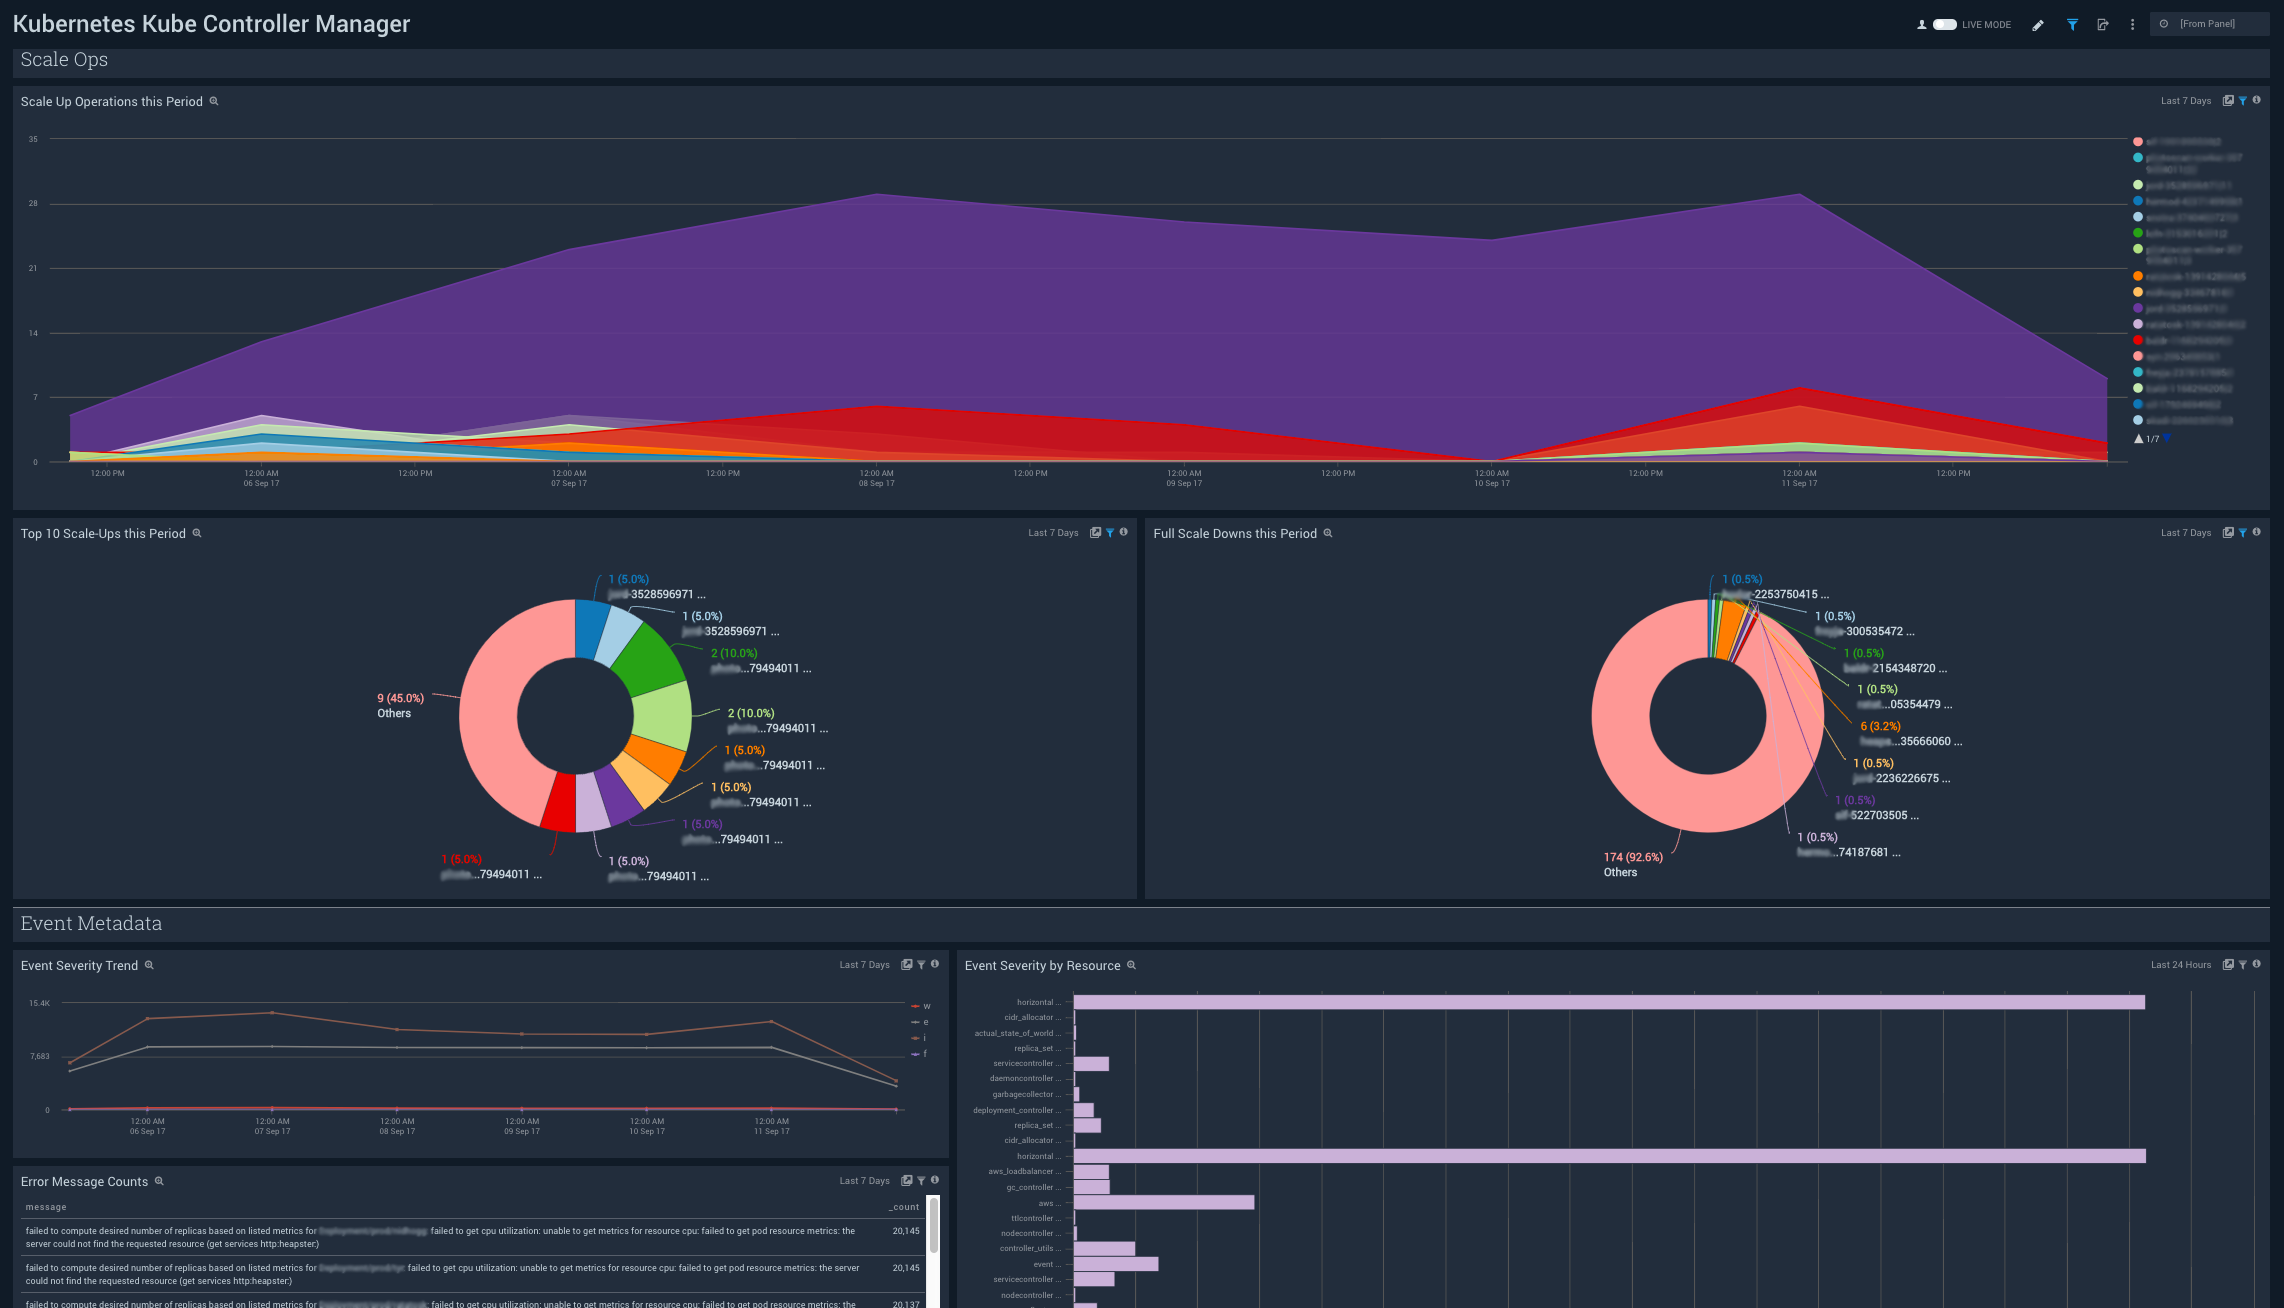 Kubernetes Kube Controller Manager
LIVE MODE
[From Panel]
Scale Ops
Scale Up Operations this Period
Last 7 Days
35
28
21
14
7
0
12:00 PM
12:00 AM
06 Sep 17
12:00 PM
12:00 AM
07 Sep 17
12:00 PM
12:00 AM
08 Sep 17
12:00 PM
12:00 AM
09 Sep 17
12:00 PM
12:00 AM
10 Sep 17
12:00 PM
12:00 AM
11 Sep 17
12:00 PM
1/7
Top 10 Scale-Ups this Period
Last 7 Days
1 (5.0%)
-3528596971 ...
1 (5.0%)
3528596971 ...
2 (10.0%)
...79494011 ...
2 (10.0%)
...79494011 ...
1 (5.0%)
...79494011 ...
1 (5.0%)
...79494011 ...
1 (5.0%)
...79494011 ...
1 (5.0%)
...79494011 ...
1 (5.0%)
...79494011 ...
9 (45.0%)
Others
Full Scale Downs this Period
Last 7 Days
1 (0.5%)
-2253750415 ...
1 (0.5%)
-300535472 ...
1 (0.5%)
2154348720 ...
1 (0.5%)
...05354479 ...
6 (3.2%)
...35666060 ...
1 (0.5%)
-2236226675 ...
1 (0.5%)
522703505 ...
1 (0.5%)
...74187681 ...
174 (92.6%)
Others
Event Metadata
Event Severity Trend
Last 7 Days
15.4K
7,683
0
12:00 AM
06 Sep 17
12:00 AM
07 Sep 17
12:00 AM
08 Sep 17
12:00 AM
09 Sep 17
12:00 AM
10 Sep 17
12:00 AM
11 Sep 17
w
e
i
f
Event Severity by Resource
Last 24 Hours
horizontal ...
cidr_allocator ...
actual_state_of_world ...
replica_set ...
servicecontroller ...
daemoncontroller ...
garbagecollector ...
deployment_controller ...
replica_set ...
cidr_allocator ...
horizontal ...
aws_loadbalancer ...
gc_controller ...
aws ...
ttlcontroller ...
nodecontroller ...
controller_utils ...
event ...
servicecontroller ...
nodecontroller ...
Error Message Counts
Last 7 Days
message
_count
failed to compute desired number of replicas based on listed metrics for failed to get cpu utilization: unable to get metrics for resource cpu: failed to get pod resource metrics: the
server could not find the requested resource (get services http:heapster:)
20,145
failed to compute desired number of replicas based on listed metrics for failed to get cpu utilization: unable to get metrics for resource cpu: failed to get pod resource metrics: the server
could not find the requested resource (get services http:heapster:)
20,145
failed to compute desired number of replicas based on listed metrics for failed to get cpu utilization: unable to get metrics for resource cpu: failed to get pod resource metrics: the
20,137